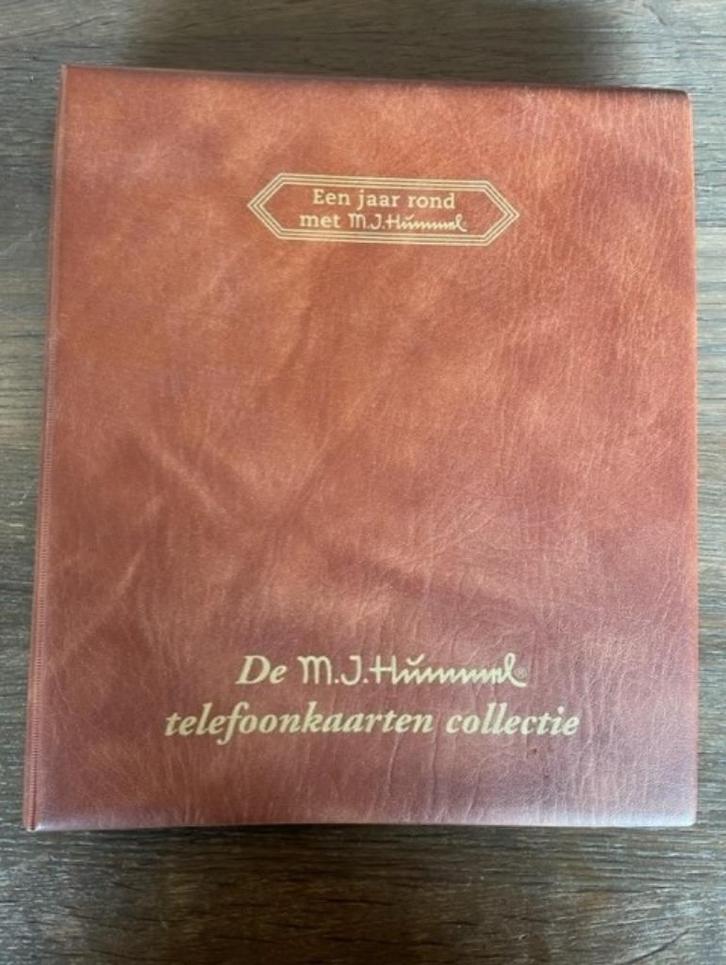 Een jaar rond
met M.J.Hummel
De M.J.Hummel®
telefoonkaarten collectie